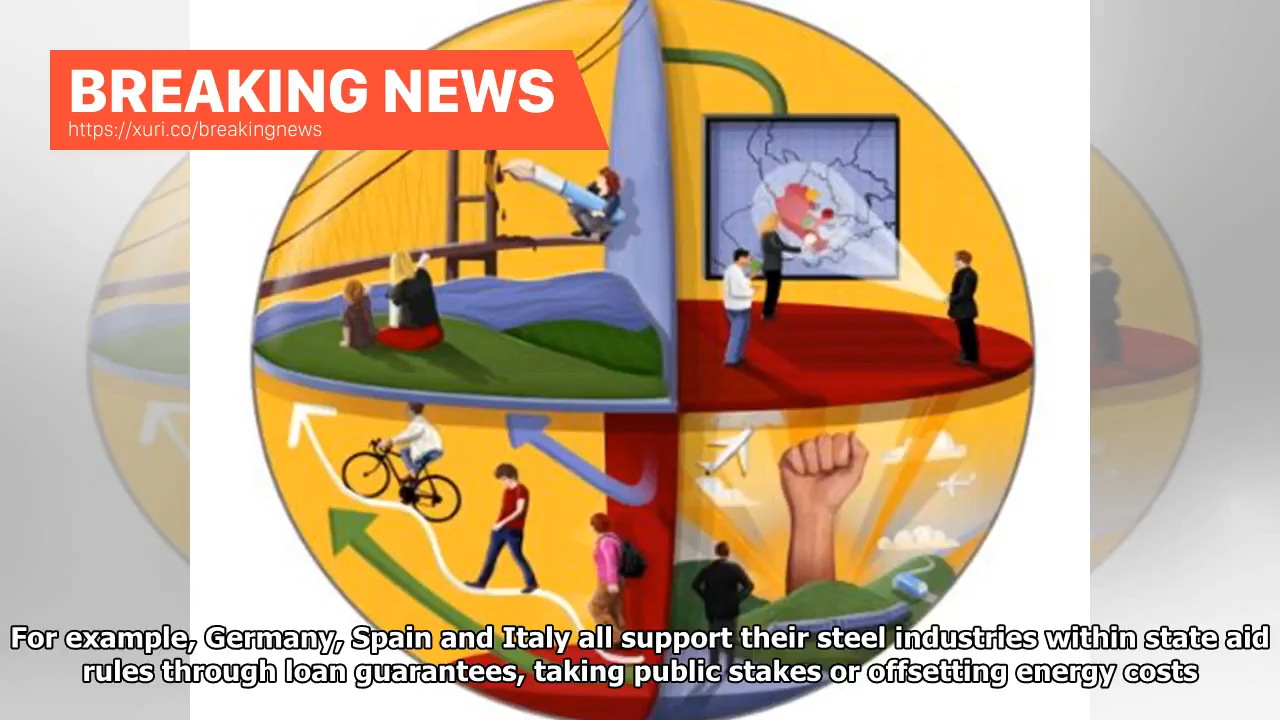 BREAKING NEWS
https://xuri.co/breakingnews
For example, Germany, Spain and Italy all support their steel industries within state aid
rules through loan guarantees, taking public stakes or offsetting energy costs